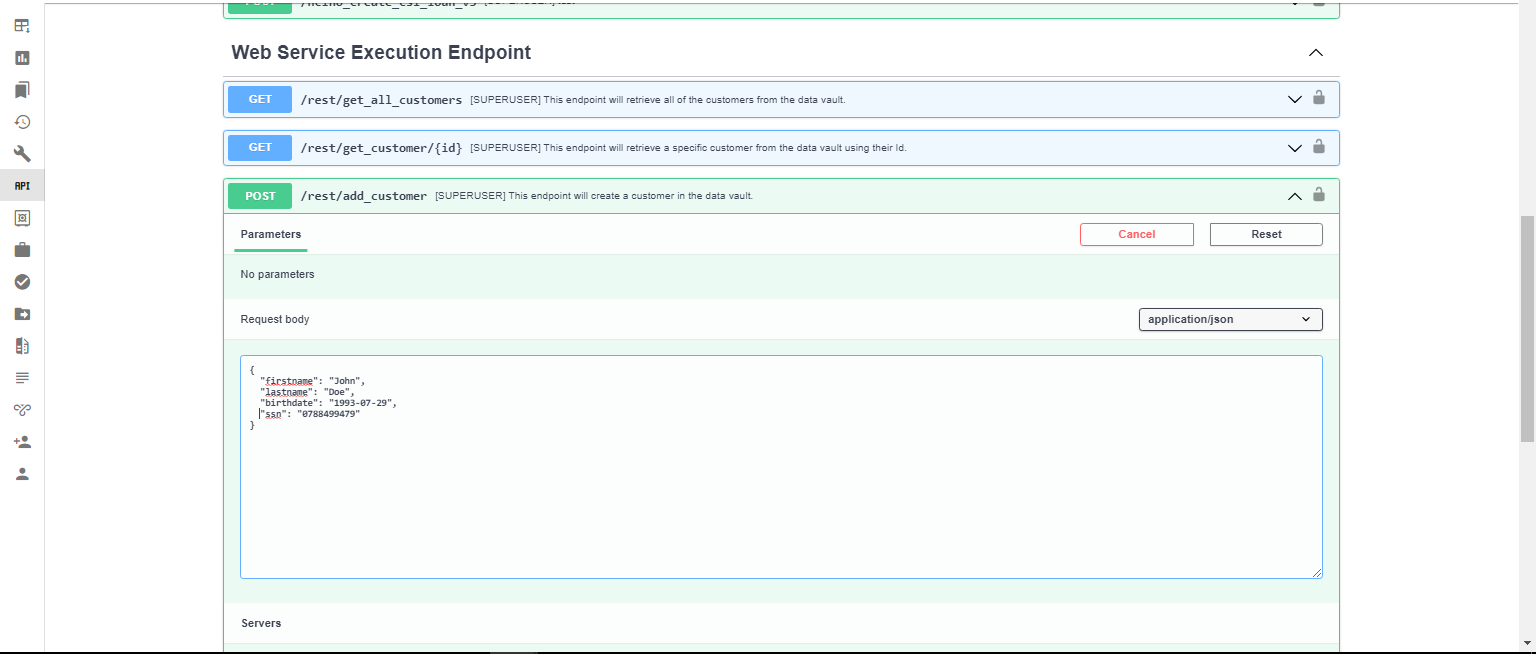 Web Service Execution Endpoint
GET /rest/get_all_customers [SUPERUSER] This endpoint will retrieve all of the customers from the data vault.
GET /rest/get_customer/{id} [SUPERUSER] This endpoint will retrieve a specific customer from the data vault using their Id.
API
POST /rest/add_customer [SUPERUSER] This endpoint will create a customer in the data vault.
Parameters Cancel Reset
No parameters
Request body application/json
{
"firstname": "John",
"lastname": "Doe",
"birthdate": "1993-07-29",
"ssn": "0788499479"
}
Servers